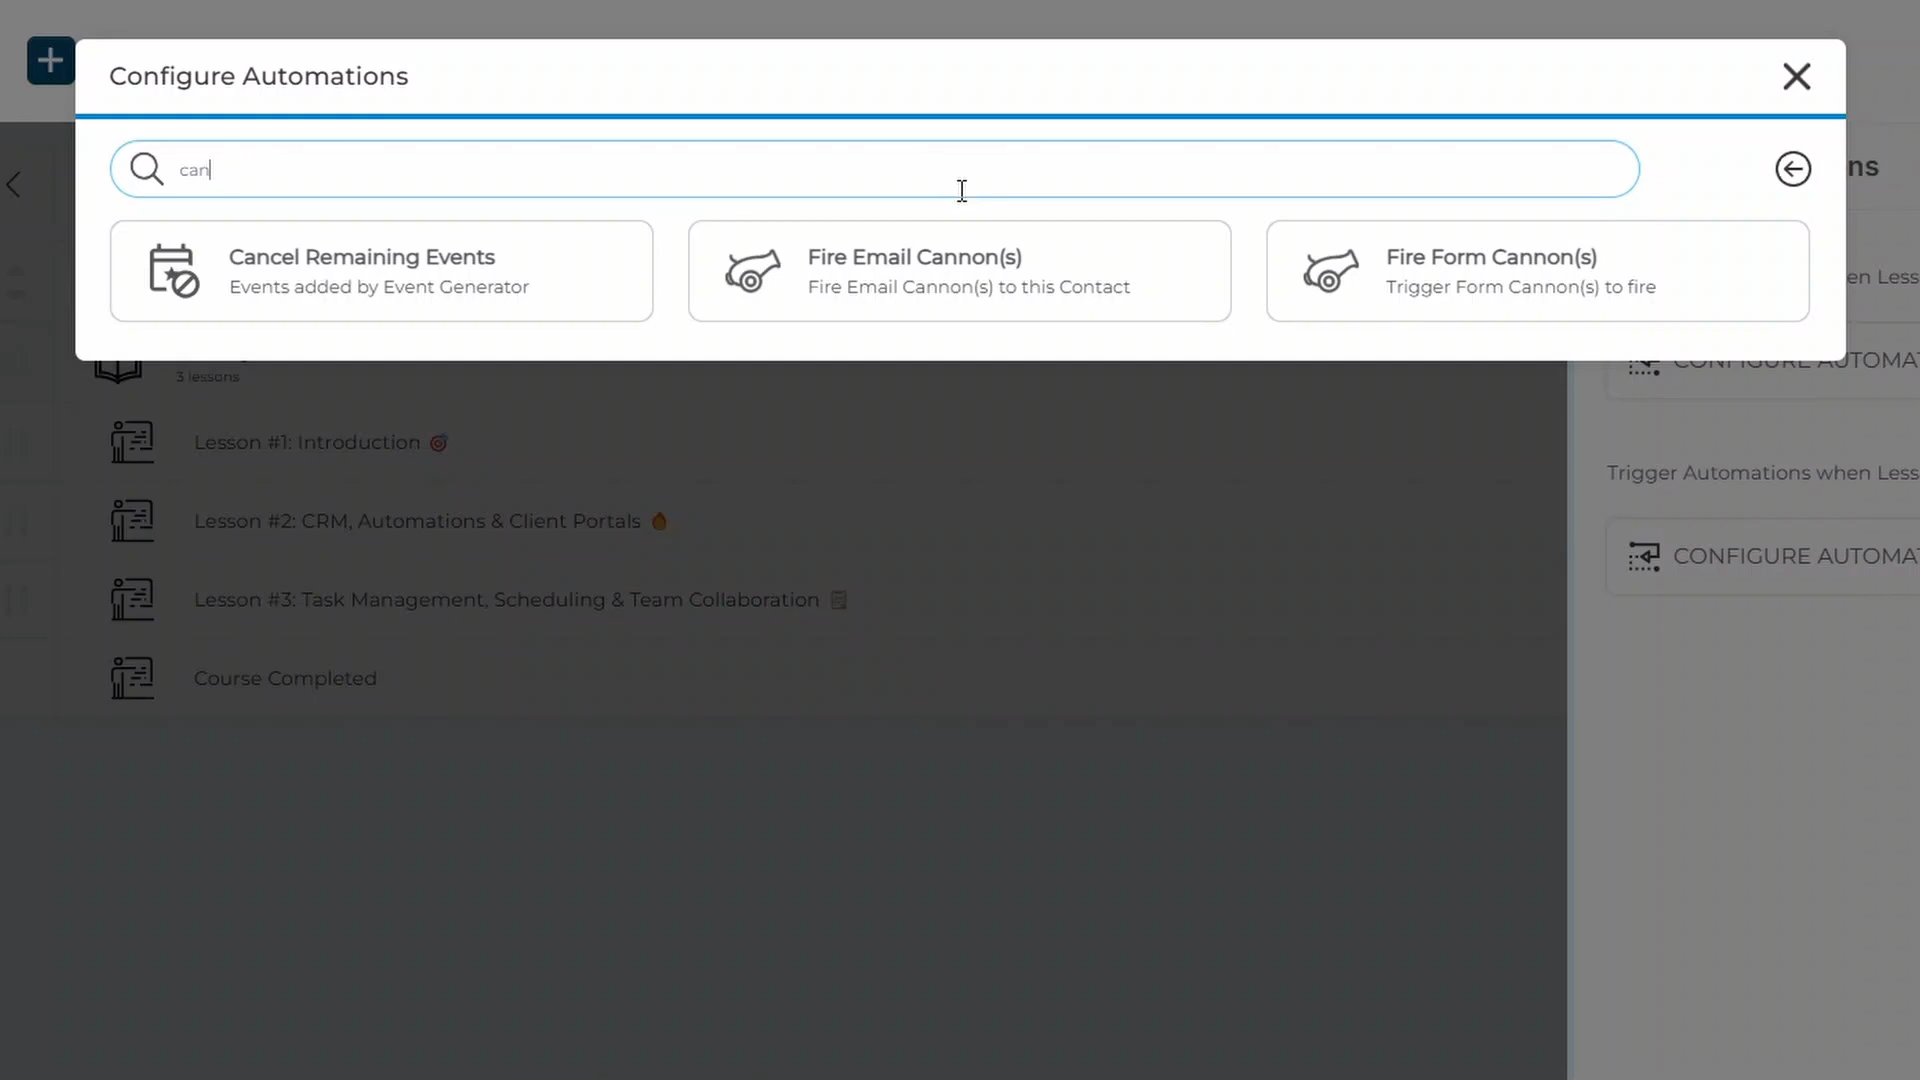 Configure Automations
can
ns
Cancel Remaining Events
Events added by Event Generator
Fire Email Cannon(s)
Fire Email Cannon(s) to this Contact
Fire Form Cannon(s)
Trigger Form Cannon(s) to fire
en Less
CONFIGURE AUTOMAT
3 lessons
Lesson #1: Introduction 🎯
Trigger Automations when Less
Lesson #2: CRM, Automations & Client Portals 🔥
CONFIGURE AUTOMAT
Lesson #3: Task Management, Scheduling & Team Collaboration 🗒️
Course Completed